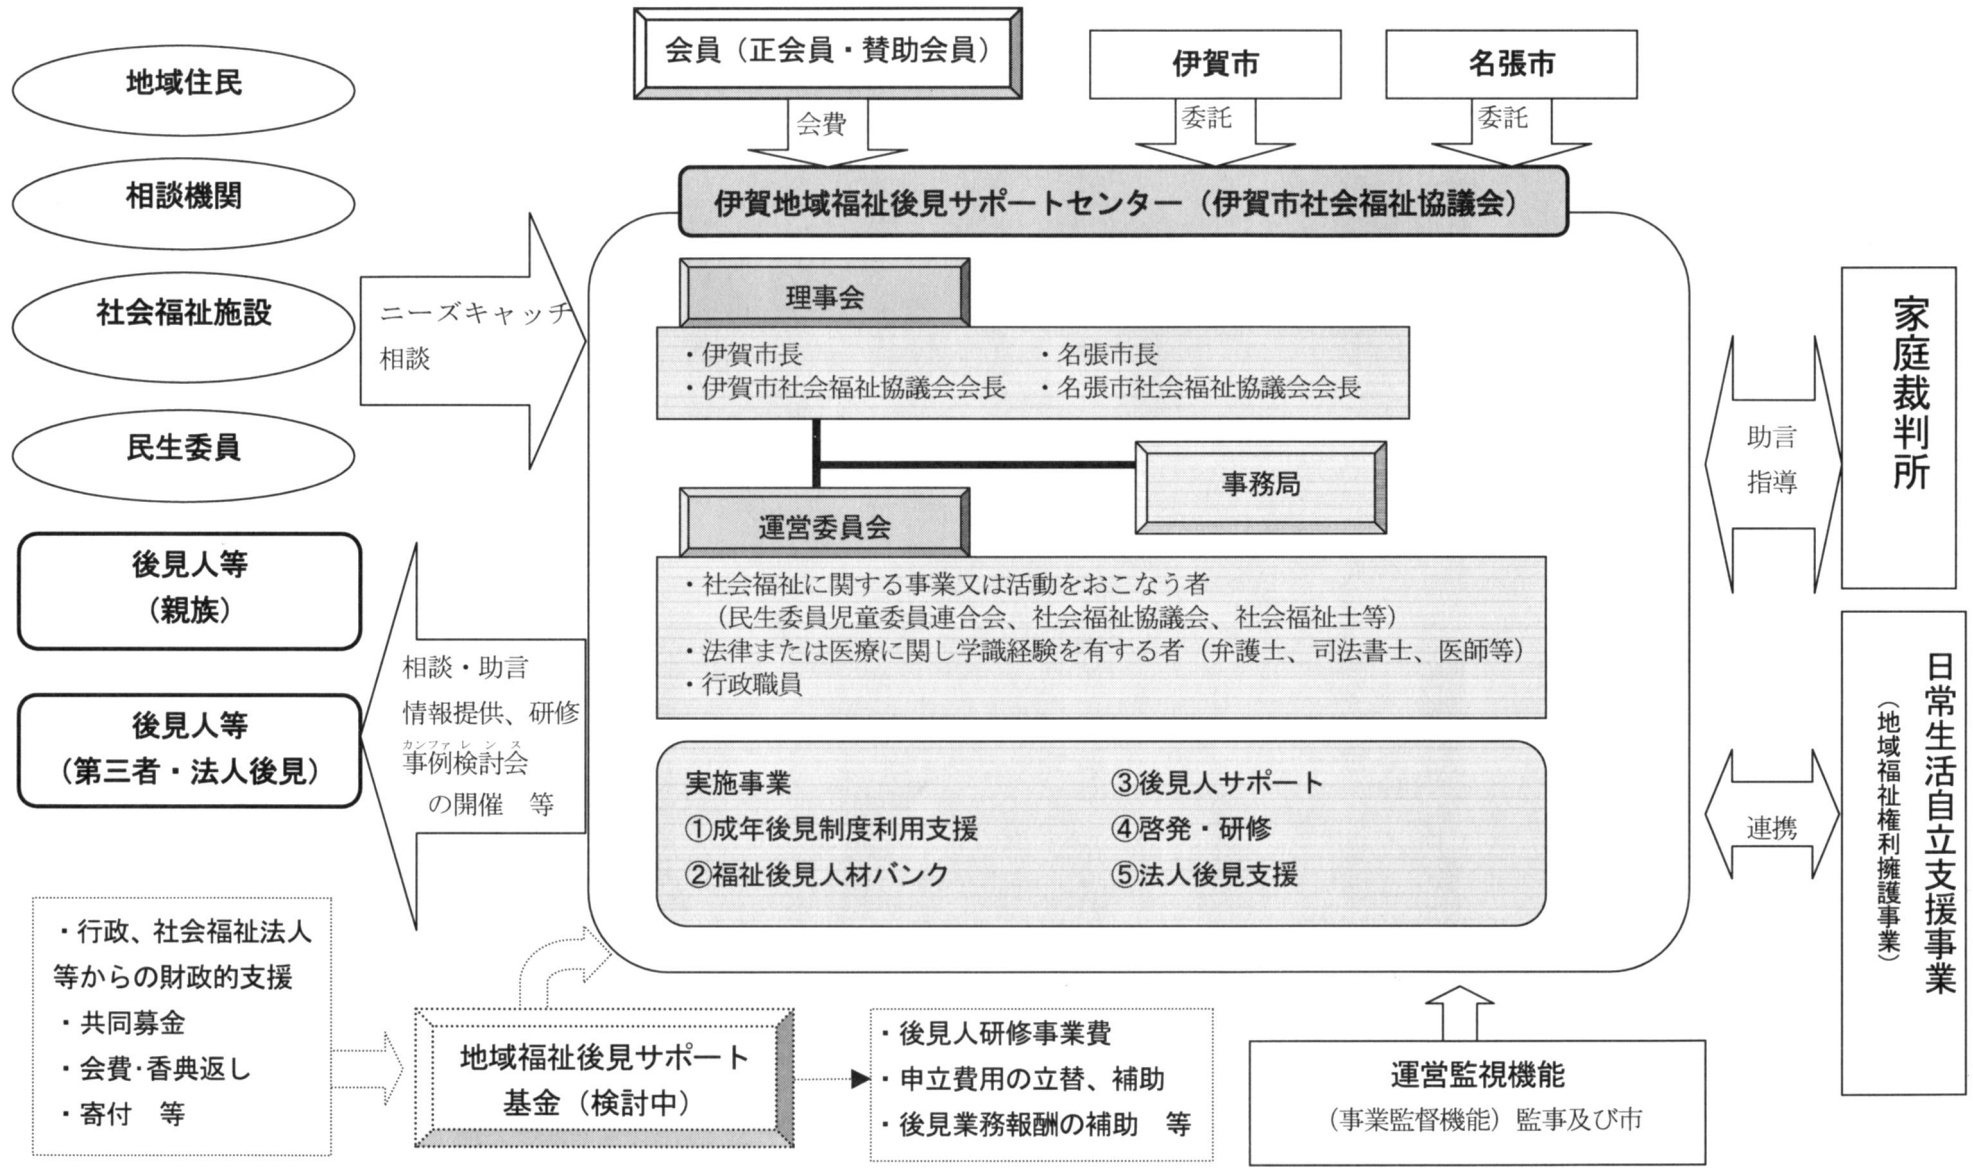 会員（正会員・賛助会員）
伊賀市
名張市
会費
委託
委託
地域住民
相談機関
社会福祉施設
民生委員
ニーズキャッチ
相談
伊賀地域福祉後見サポートセンター（伊賀市社会福祉協議会）
理事会
・伊賀市長　・名張市長
・伊賀市社会福祉協議会会長　・名張市社会福祉協議会会長
事務局
運営委員会
・社会福祉に関する事業又は活動をおこなう者
（民生委員児童委員連合会、社会福祉協議会、社会福祉士等）
・法律または医療に関し学識経験を有する者（弁護士、司法書士、医師等）
・行政職員
実施事業
①成年後見制度利用支援
②福祉後見人材バンク
③後見人サポート
④啓発・研修
⑤法人後見支援
家庭裁判所
助言
指導
日常生活自立支援事業
（地域福祉権利擁護事業）
連携
後見人等
（親族）
後見人等
（第三者・法人後見）
相談・助言
情報提供、研修
カンファレンス
事例検討会
の開催　等
・行政、社会福祉法人
等からの財政的支援
・共同募金
・会費・香典返し
・寄付　等
地域福祉後見サポート
基金（検討中）
・後見人研修事業費
・申立費用の立替、補助
・後見業務報酬の補助　等
運営監視機能
（事業監督機能）監事及び市